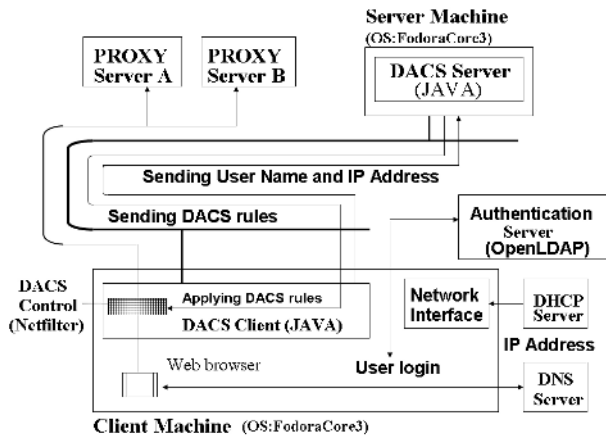 Server Machine
(OS:FodoraCore3)
PROXY
Server A
PROXY
Server B
DACS Server
(JAVA)
Sending User Name and IP Address
Sending DACS rules
Authentication
Server
(OpenLDAP)
DACS
Control
(Netfilter)
Applying DACS rules
DACS Client (JAVA)
Network
Interface
DHCP
Server
IP Address
Web browser
User login
DNS
Server
Client Machine (OS:FodoraCore3)